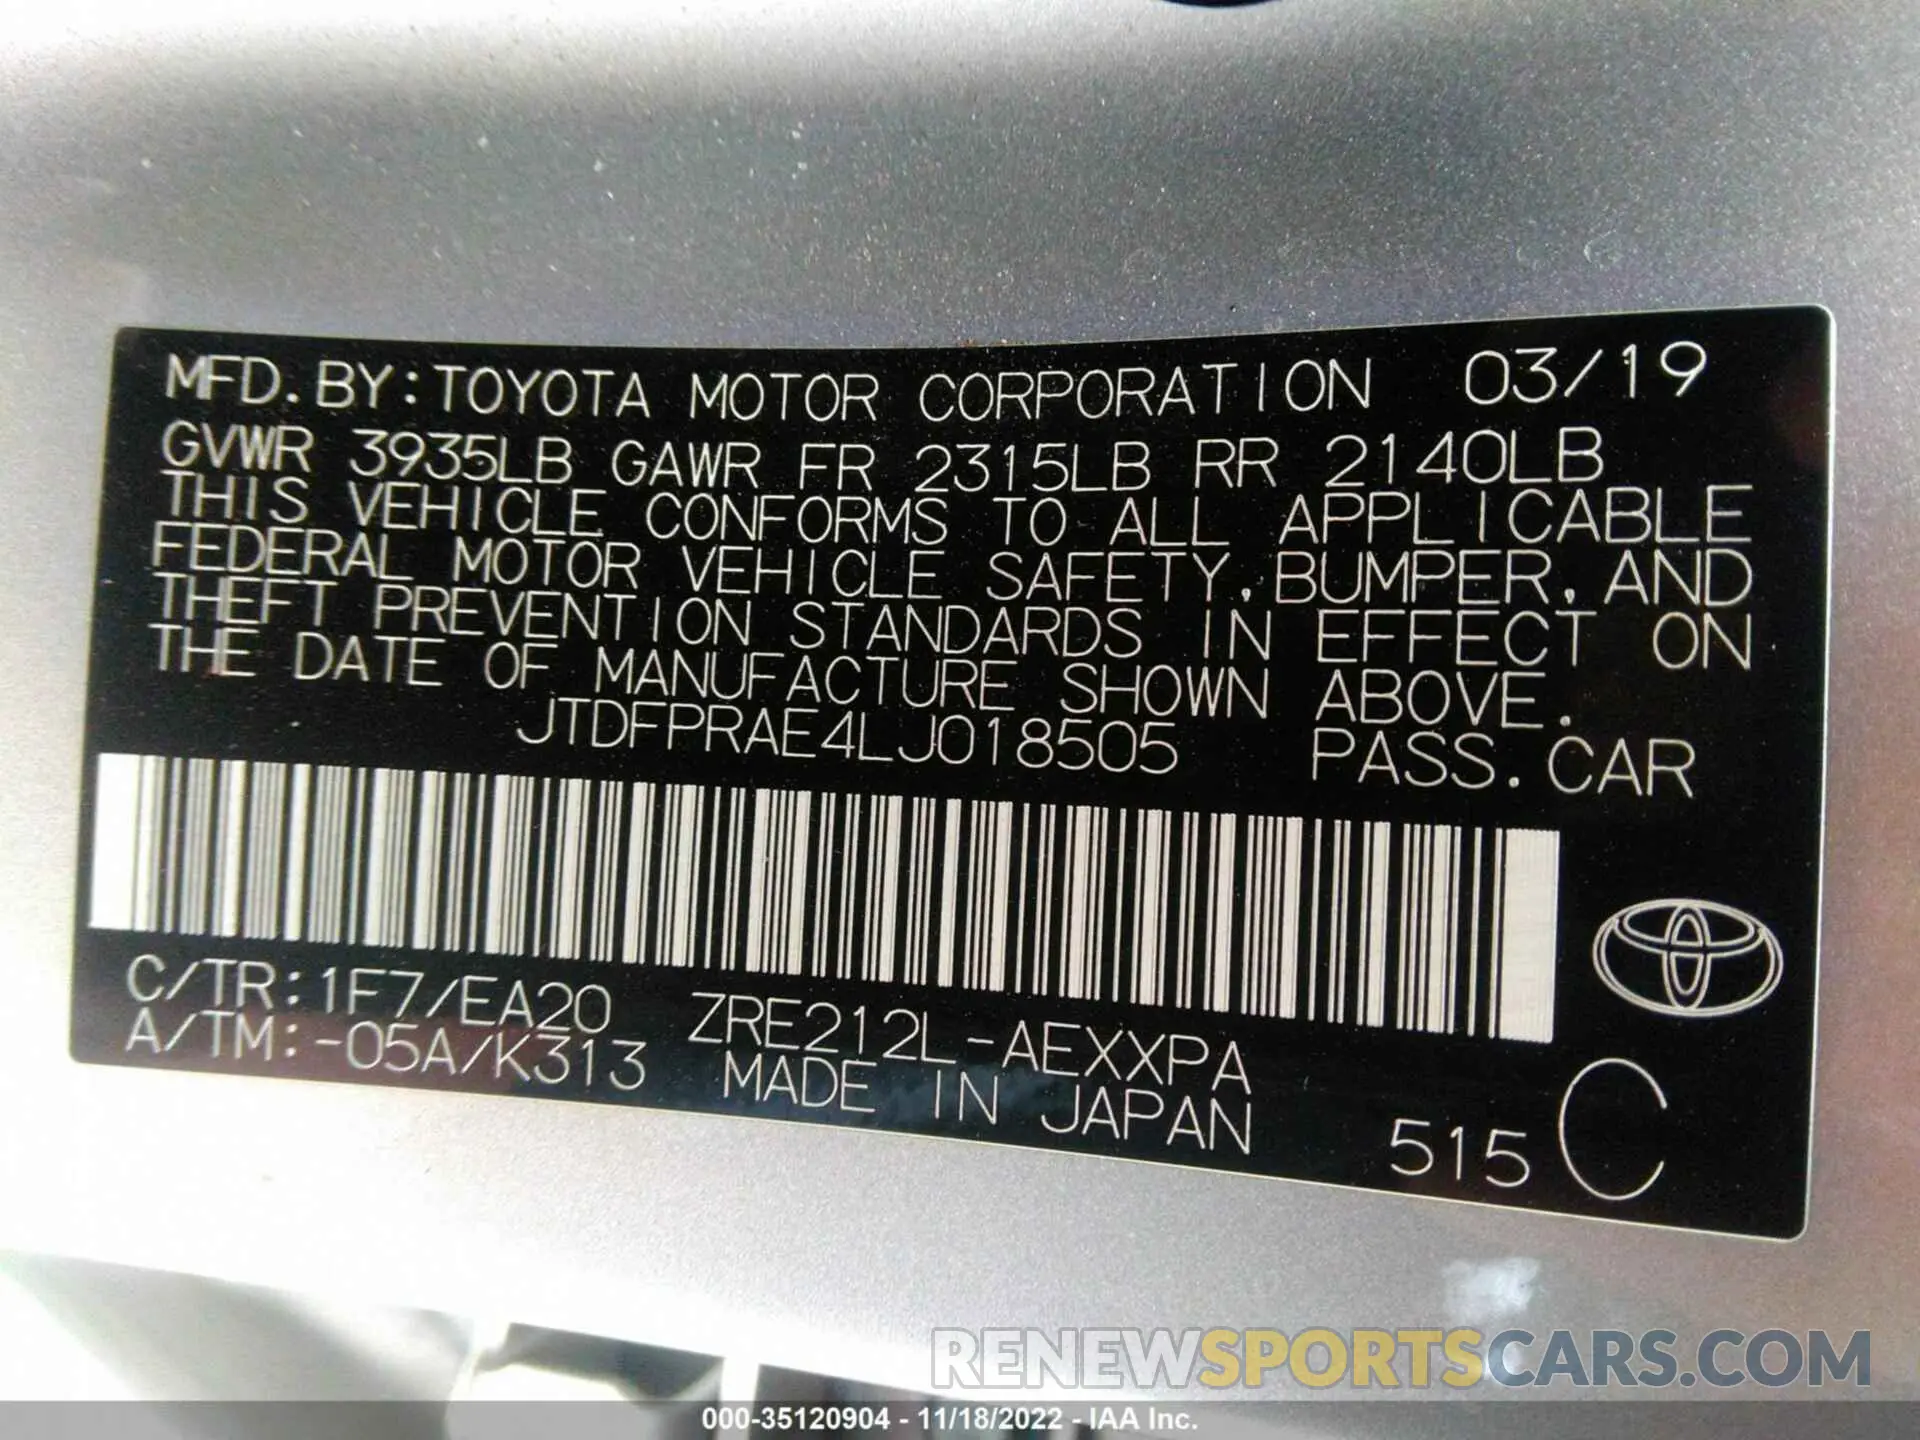 MFD. BY: TOYOTA MOTOR CORPORATION 03/19
GVWR 3935LB GAWR FR 2315LB RR 2140LB
THIS VEHICLE CONFORMS TO ALL APPLICABLE
FEDERAL MOTOR VEHICLE SAFETY, BUMPER, AND
THEFT PREVENTION STANDARDS IN EFFECT ON
THE DATE OF MANUFACTURE SHOWN ABOVE.
JTDFPRAE4LJ018505 PASS. CAR
C/TR: 1F7/EA20 ZRE212L-AEXXPA
A/TM: -05A/K313 MADE IN JAPAN 515 C
RENEWSPORTSCARS.COM
000-35120904 - 11/18/2022 - IAA Inc.